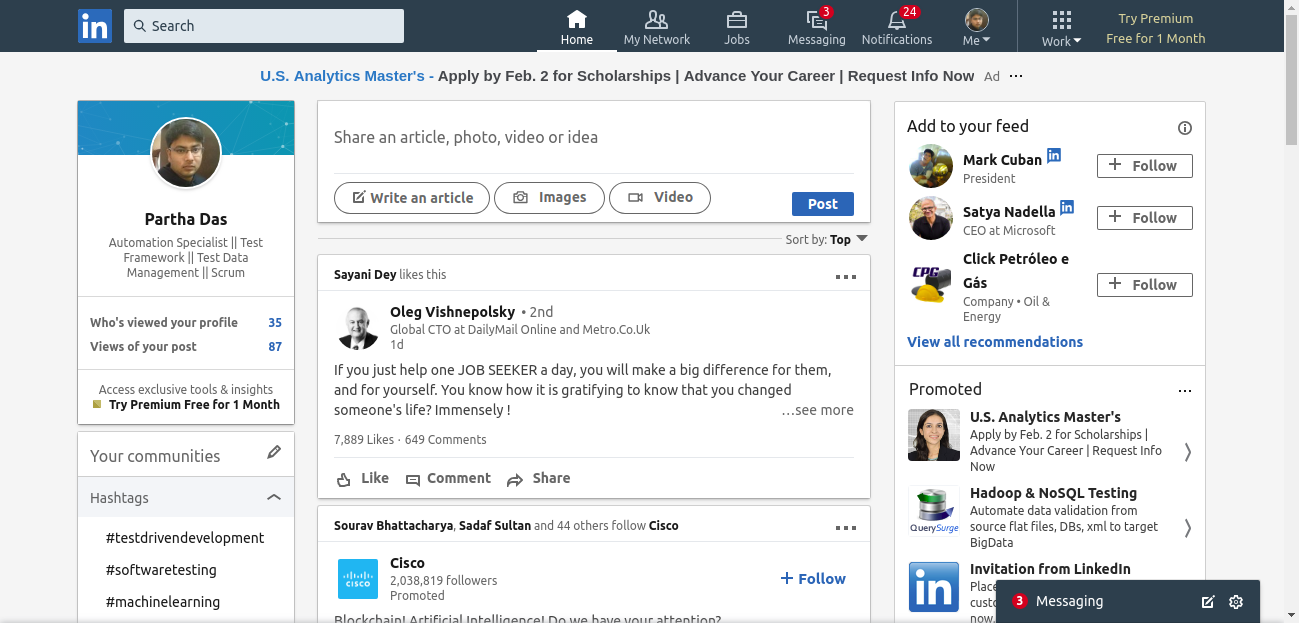 in Search
Home
My Network
Jobs
3
Messaging
24
Notifications
Me
Work
Try Premium
Free for 1 Month
U.S. Analytics Master's - Apply by Feb. 2 for Scholarships | Advance Your Career | Request Info Now Ad ...
Partha Das
Automation Specialist || Test
Framework || Test Data
Management || Scrum
Who's viewed your profile 35
Views of your post 87
Access exclusive tools & insights
Try Premium Free for 1 Month
Your communities
Hashtags
#testdrivendevelopment
#softwaretesting
#machinelearning
Share an article, photo, video or idea
Write an article Images Video Post
Sort by: Top
Sayani Dey likes this
Oleg Vishnepolsky • 2nd
Global CTO at DailyMail Online and Metro.Co.Uk
1d
If you just help one JOB SEEKER a day, you will make a big difference for them,
and for yourself. You know how it is gratifying to know that you changed
someone's life? Immensely ! ...see more
7,889 Likes · 649 Comments
Like Comment Share
Sourav Bhattacharya, Sadaf Sultan and 44 others follow Cisco
CISCO
Cisco
2,038,819 followers
Promoted
+ Follow
Blockchain! Artificial Intelligence! Do we have your attention?
Add to your feed
Mark Cuban in
President
+ Follow
Satya Nadella in
CEO at Microsoft
+ Follow
CPG
Click Petróleo e
Gás
Company • Oil &
Energy
+ Follow
View all recommendations
Promoted ...
U.S. Analytics Master's
Apply by Feb. 2 for Scholarships |
Advance Your Career | Request Info
Now
QuerySurge
Hadoop & NoSQL Testing
Automate data validation from
source flat files, DBs, xml to target
BigData
in
Invitation from LinkedIn
Place
custo
now.
3 Messaging